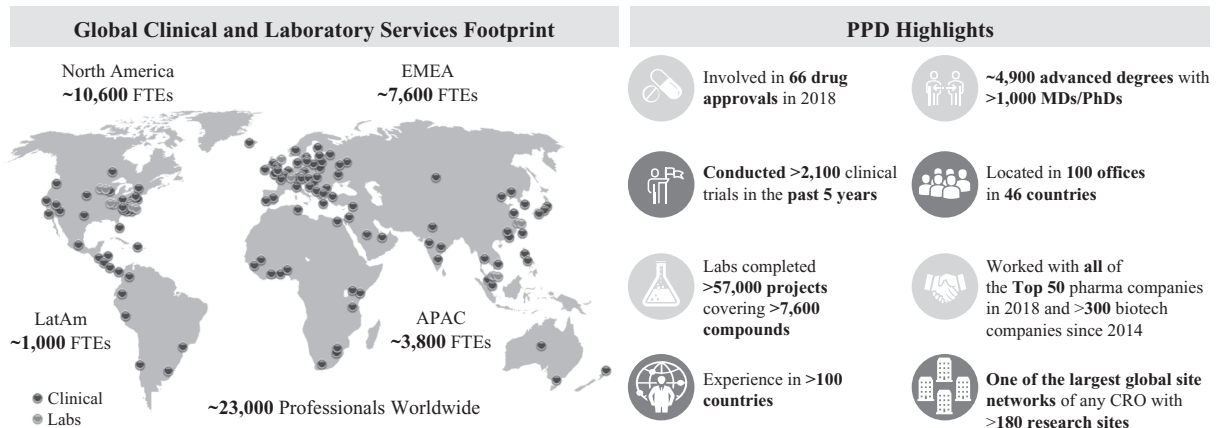 Global Clinical and Laboratory Services Footprint
North America
~10,600 FTEs
EMEA
~7,600 FTEs
LatAm
~1,000 FTEs
APAC
~3,800 FTEs
Clinical
Labs
~23,000 Professionals Worldwide
PPD Highlights
Involved in 66 drug
approvals in 2018
~4,900 advanced degrees with
>1,000 MDs/PhDs
Conducted >2,100 clinical
trials in the past 5 years
Located in 100 offices
in 46 countries
Labs completed
>57,000 projects
covering >7,600
compounds
Worked with all of
the Top 50 pharma companies
in 2018 and >300 biotech
companies since 2014
Experience in >100
countries
One of the largest global site
networks of any CRO with
>180 research sites